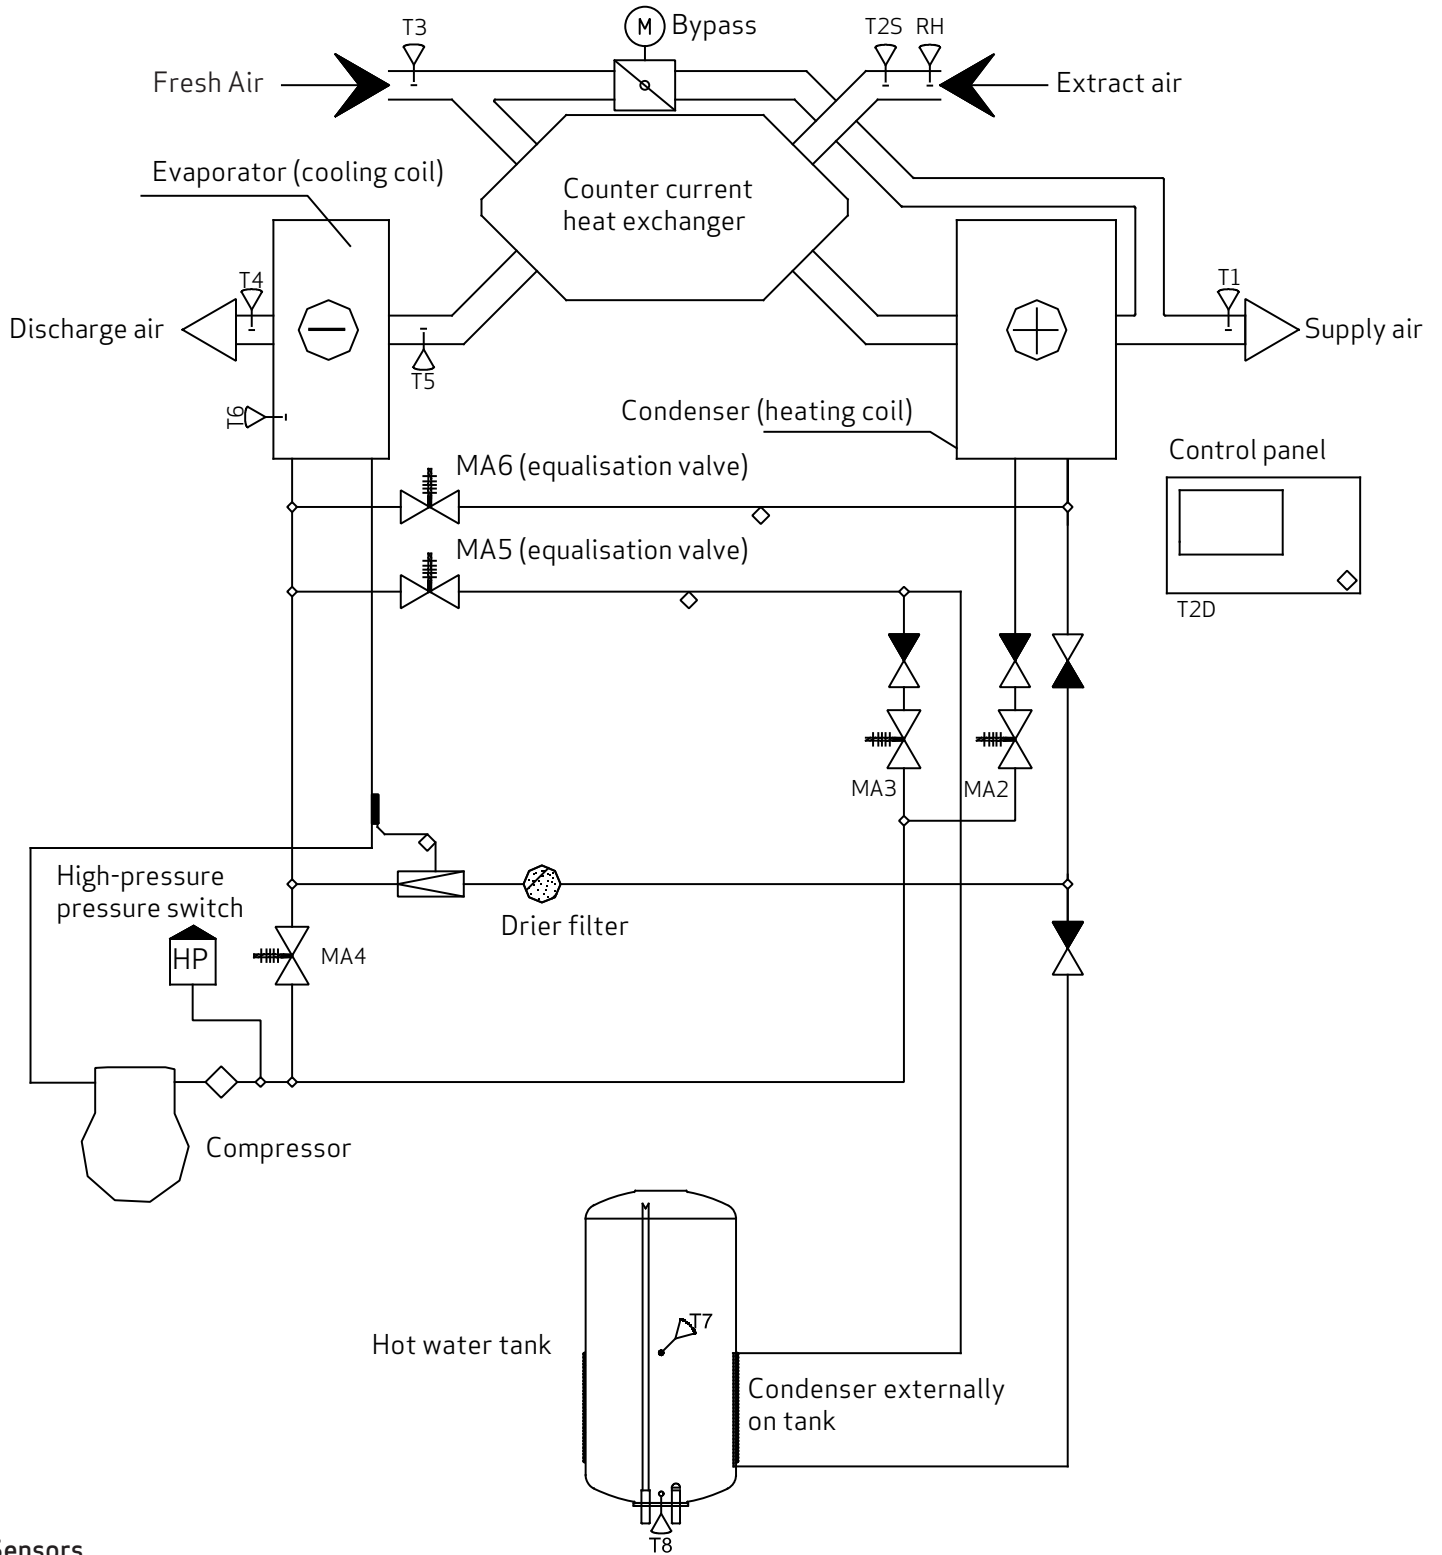 T3
M
Bypass
T2S
RH
Fresh Air
Extract air
Evaporator (cooling coil)
Counter current
heat exchanger
T4
T1
Discharge air
Supply air
T5
T6
Condenser (heating coil)
Control panel
MA6 (equalisation valve)
MA5 (equalisation valve)
T2D
MA3
MA2
High-pressure
pressure switch
Drier filter
HP
MA4
Compressor
T7
Hot water tank
Condenser externally
on tank
T8
Sensors